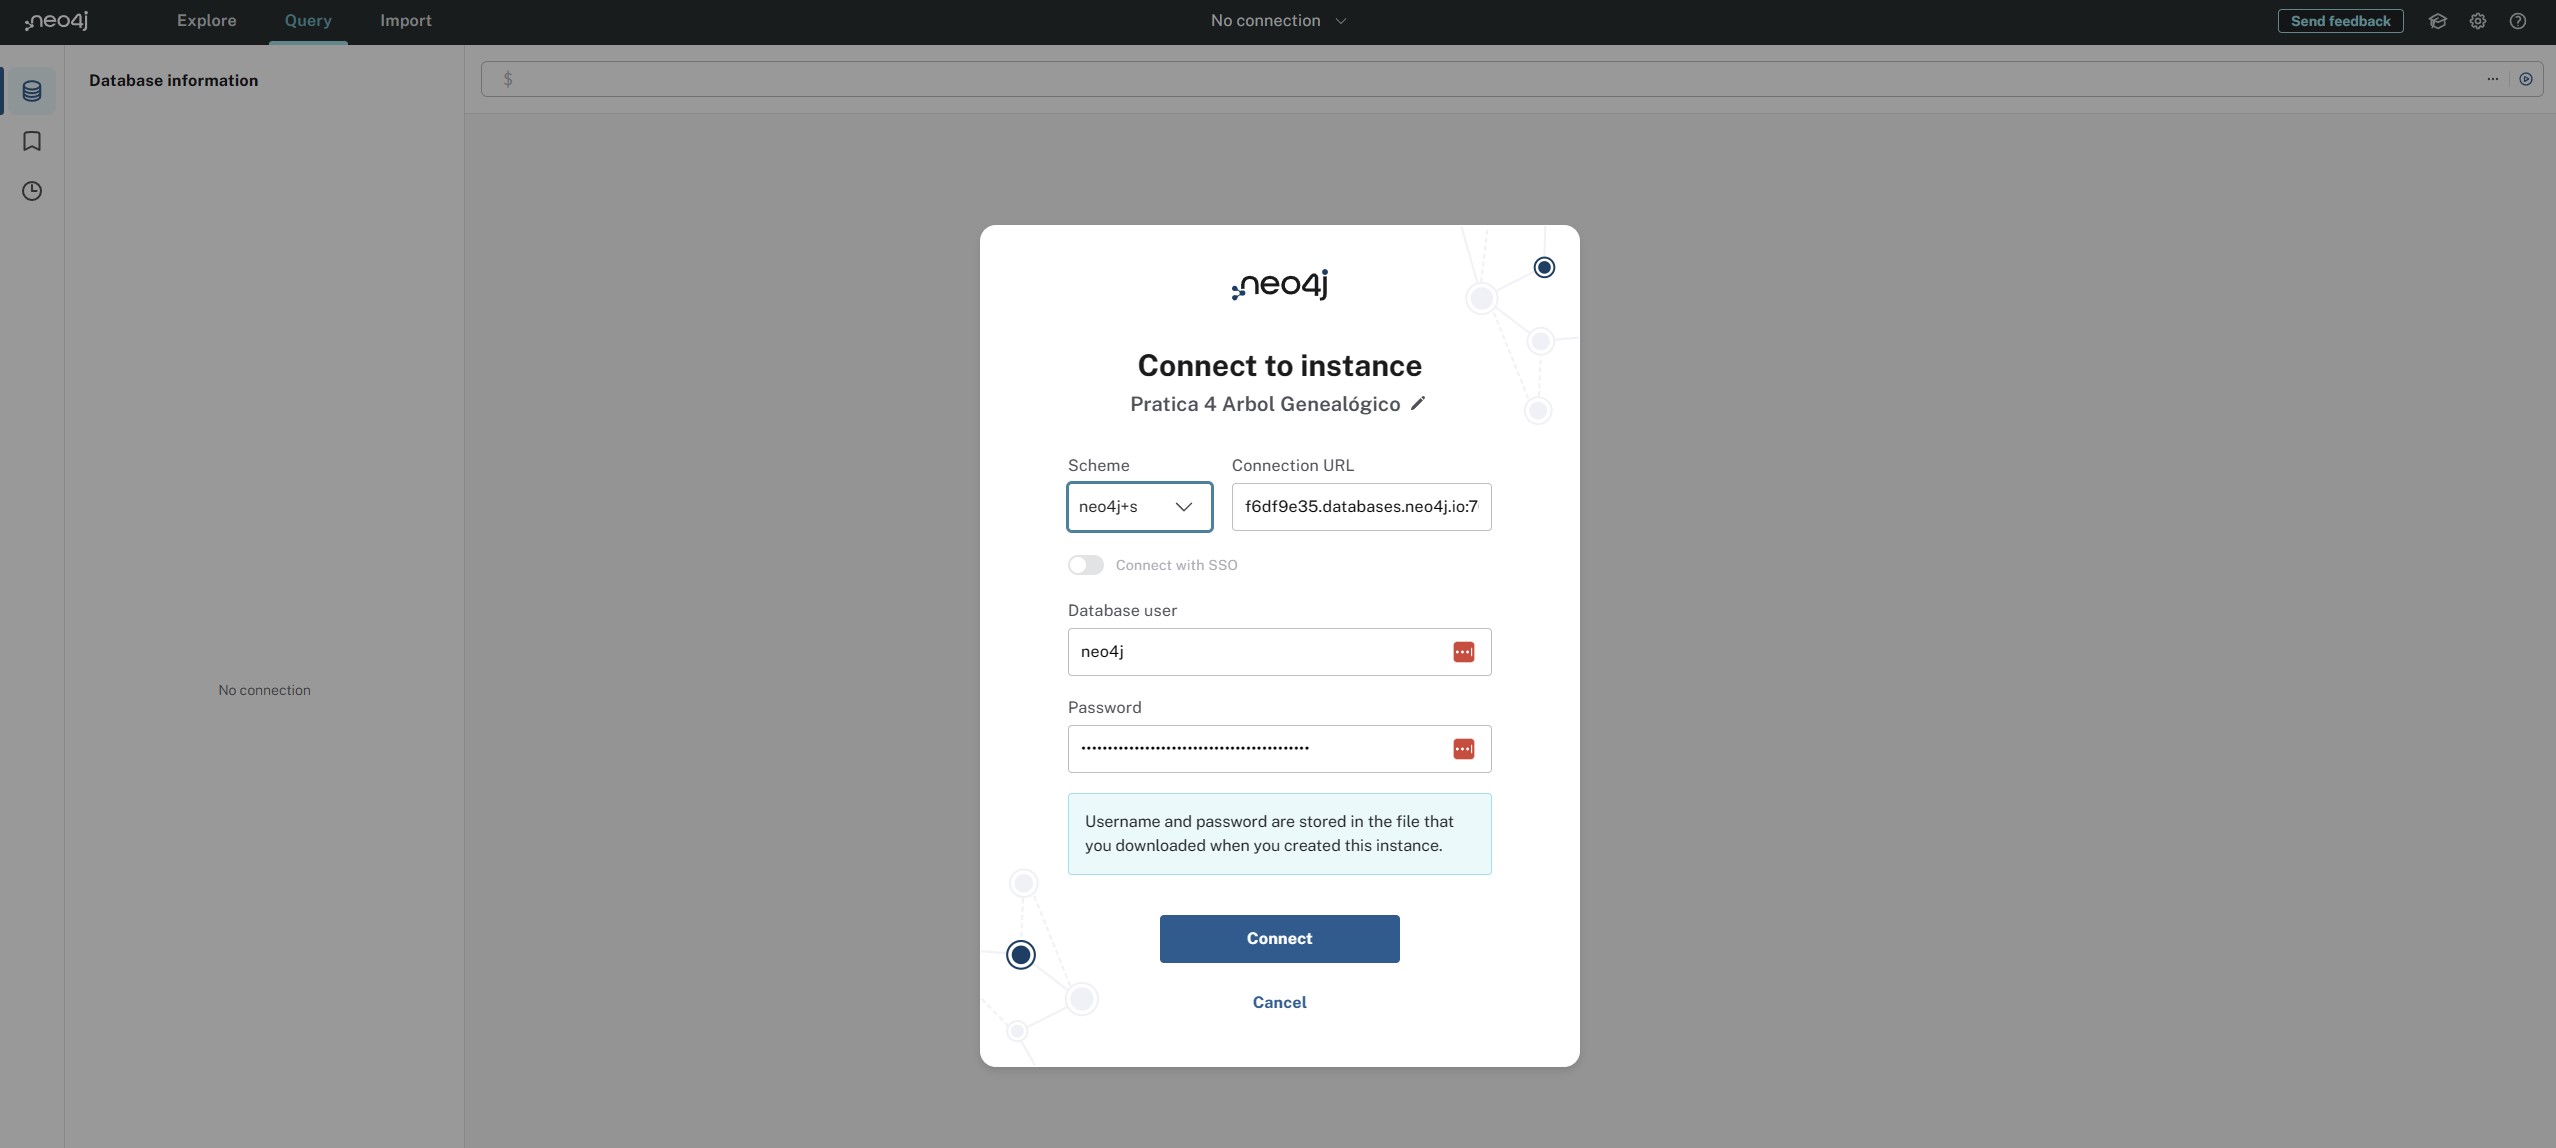 neo4j
Explore
Query
Import
No connection
Send feedback
Database information
$
No connection
neo4j
Connect to instance
Pratica 4 Arbol Genealógico
Scheme
Connection URL
neo4j+s
f6df9e35.databases.neo4j.io:7
Connect with SSO
Database user
neo4j
Password
Username and password are stored in the file that
you downloaded when you created this instance.
Connect
Cancel